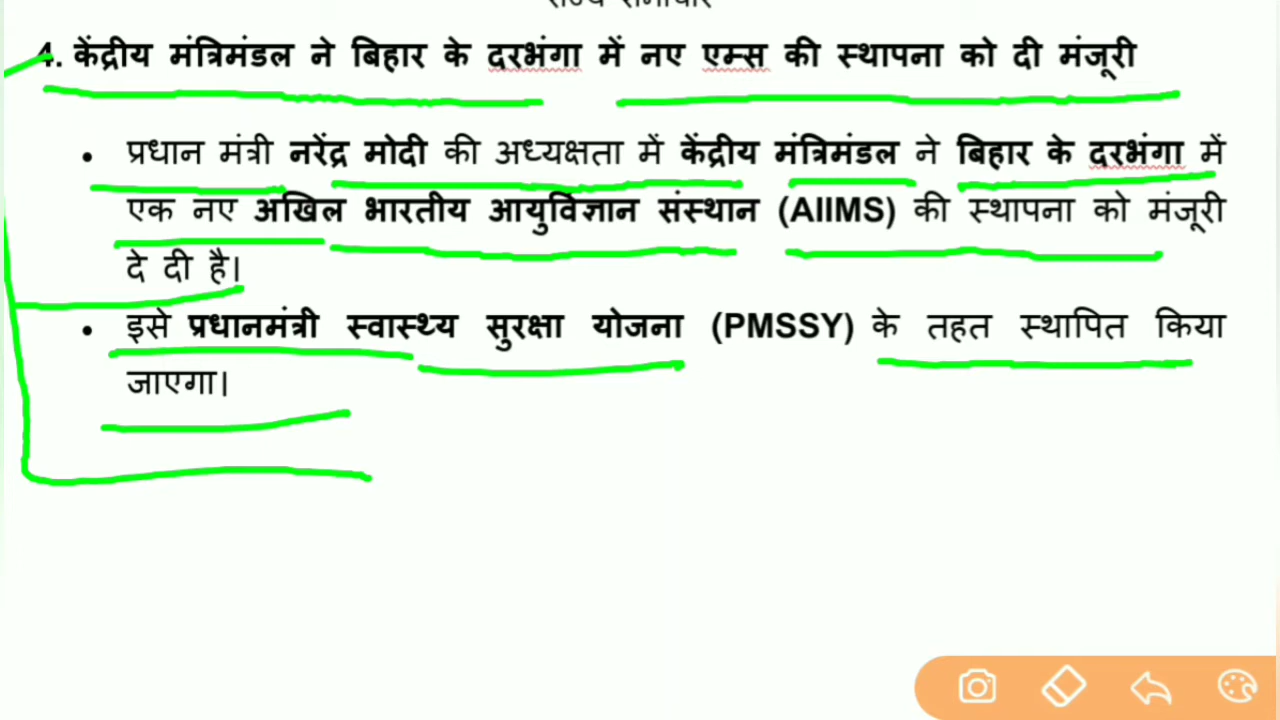 राज्य समाचार
4. केंद्रीय मंत्रिमंडल ने बिहार के दरभंगा में नए एम्स की स्थापना को दी मंजूरी
• प्रधान मंत्री नरेंद्र मोदी की अध्यक्षता में केंद्रीय मंत्रिमंडल ने बिहार के दरभंगा में
एक नए अखिल भारतीय आयुर्विज्ञान संस्थान (AIIMS) की स्थापना को मंजूरी
दे दी है।
• इसे प्रधानमंत्री स्वास्थ्य सुरक्षा योजना (PMSSY) के तहत स्थापित किया
जाएगा।